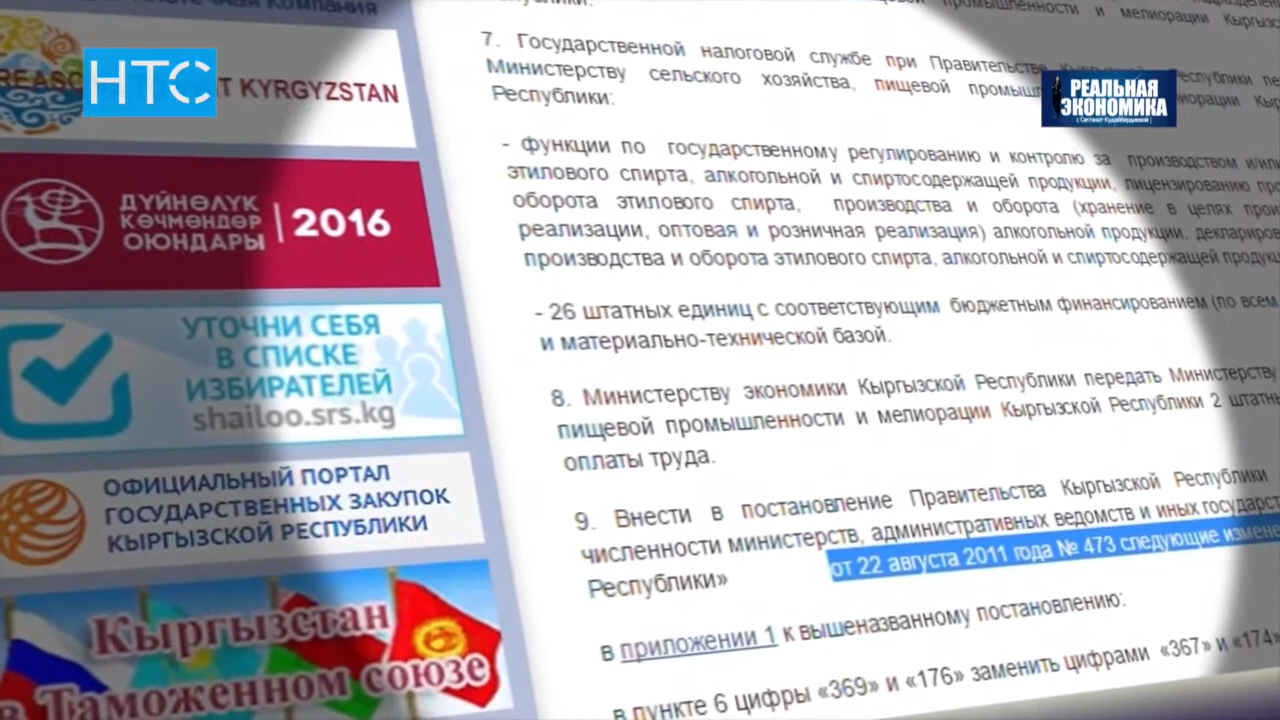 компания
НТС
T KYRGYZSTAN
ДҮЙНӨЛҮК
КӨЧМӨНДӨР
ОЮНДАРЫ
2016
УТОЧНИ СЕБЯ
В СПИСКЕ
ИЗБИРАТЕЛЕЙ
shailoo.srs.kg
ОФИЦИАЛЬНЫЙ ПОРТАЛ
ГОСУДАРСТВЕННЫХ ЗАКУПОК
КЫРГЫЗСКОЙ РЕСПУБЛИКИ
Кыргызстан
в Таможенном союзе
РЕАЛЬНАЯ
ЭКОНОМИКА
с Салтанат Кудайбердиевой
промышленности и мелиорации
7. Государственной налоговой службе при Правительстве
Министерству сельского хозяйства, пищевой
Республики:
- функции по государственному регулированию и контролю за производством и/или
этилового спирта, алкогольной и спиртосодержащей продукции, лицензированию
оборота этилового спирта, производства и оборота (хранение в целях
реализации, оптовая и розничная реализация) алкогольной продукции,
производства и оборота этилового спирта, алкогольной и спиртосодержащей
- 26 штатных единиц с соответствующим бюджетным финансированием (по всем
и материально-технической базой.
8. Министерству экономики Кыргызской Республики передать Министерству
пищевой промышленности и мелиорации Кыргызской Республики 2
оплаты труда.
9. Внести в постановление Правительства Кыргызской Республики
численности министерств, административных ведомств и иных
Республики» от 22 августа 2011 года № 473 следующие
в приложении 1 к вышеназванному постановлению:
в пункте 6 цифры «369» и «176» заменить цифрами «367» и «174»